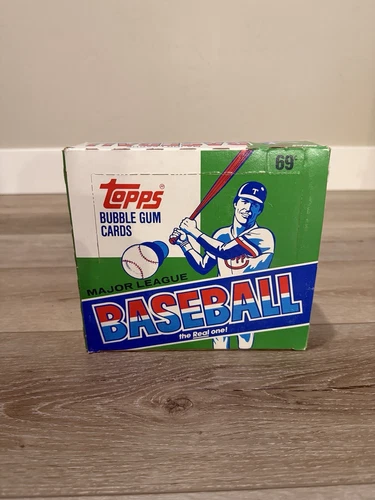 69¢
TOPPS®
BUBBLE GUM
CARDS
T
MAJOR LEAGUE
BASEBALL
the Real one!